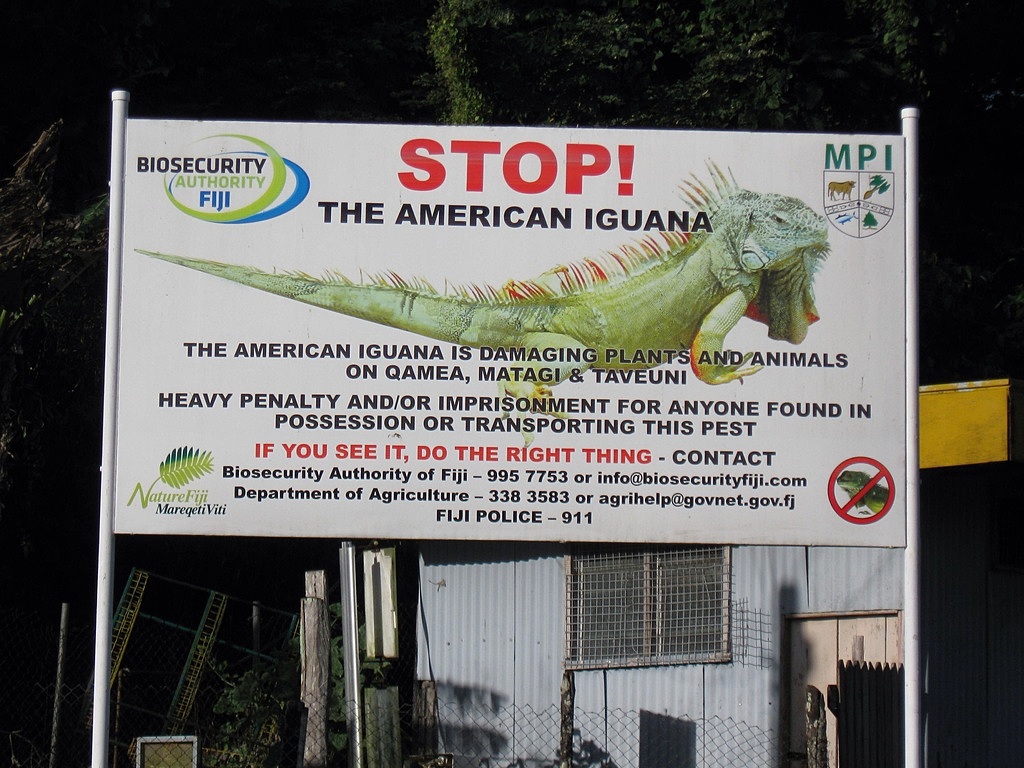 BIOSECURITY
AUTHORITY
FIJI
STOP!
THE AMERICAN IGUANA
MPI
THE AMERICAN IGUANA IS DAMAGING PLANTS AND ANIMALS
ON QAMEA, MATAGI & TAVEUNI
HEAVY PENALTY AND/OR IMPRISONMENT FOR ANYONE FOUND IN
POSSESSION OR TRANSPORTING THIS PEST
IF YOU SEE IT, DO THE RIGHT THING - CONTACT
Biosecurity Authority of Fiji – 995 7753 or info@biosecurityfiji.com
Department of Agriculture – 338 3583 or agrihelp@govnet.gov.fj
FIJI POLICE – 911
NatureFiji
MareqetiViti